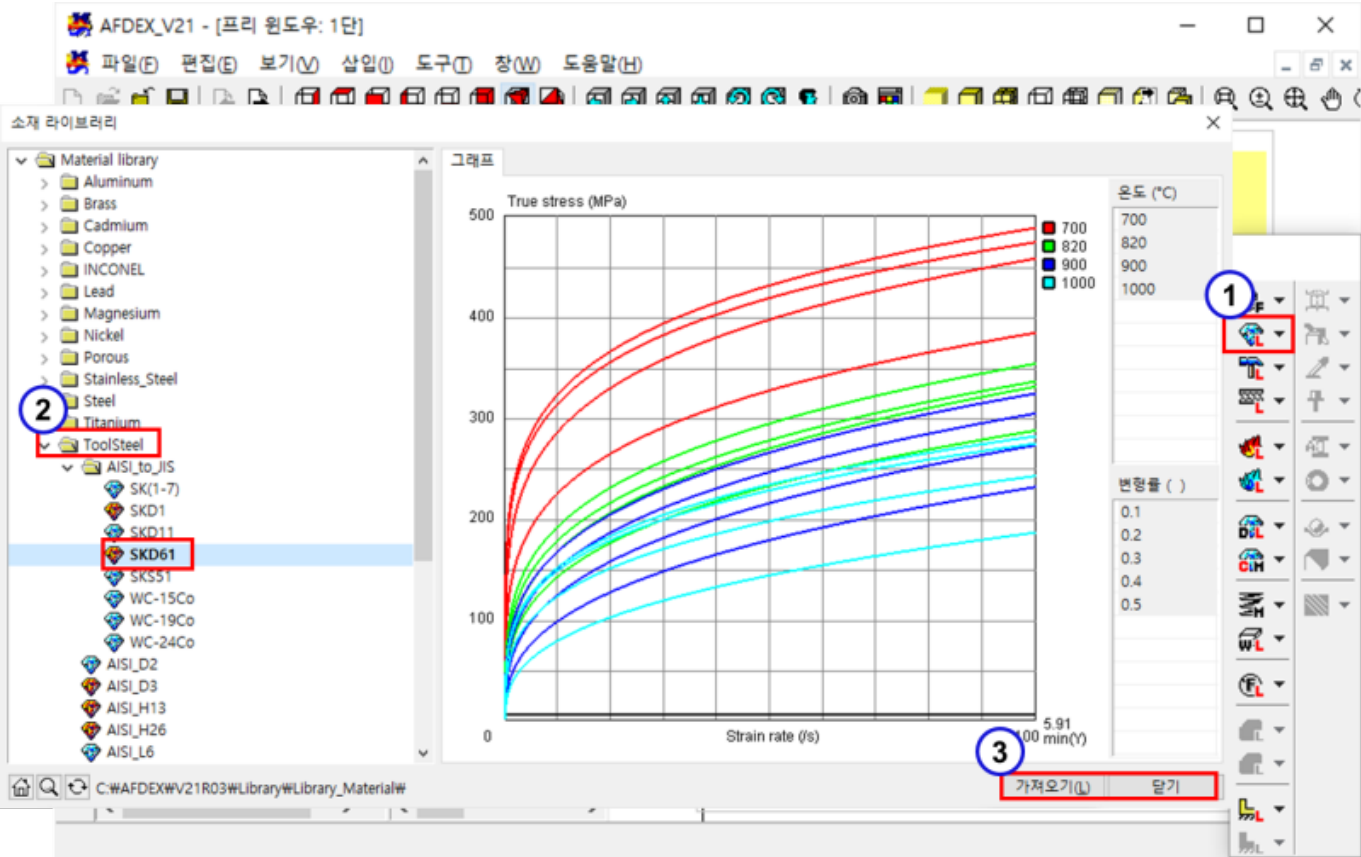 AFDEX_V21 - [프리 윈도우: 1단]
파일(F) 편집(E) 보기(V) 삽입(I) 도구(T) 창(W) 도움말(H)
소재 라이브러리
Material library
Aluminum
Brass
Cadmium
Copper
INCONEL
Lead
Magnesium
Nickel
Porous
Stainless_Steel
Steel
Titanium
2
ToolSteel
AISI_to_JIS
SK(1-7)
SKD1
SKD11
SKD61
SKS51
WC-15Co
WC-19Co
WC-24Co
AISI_D2
AISI_D3
AISI_H13
AISI_H26
AISI_L6
그래프
True stress (MPa)
500
400
300
200
100
0
Strain rate (/s)
100
5.91
min(Y)
700
820
900
1000
온도 (°C)
700
820
900
1000
변형률 ( )
0.1
0.2
0.3
0.4
0.5
1
F
L
L
L
L
L
DL
CIM
M
W-L
FL
L
L
L
L
3
C:₩AFDEX₩V21R03₩Library₩Library_Material₩
가져오기(L) 닫기